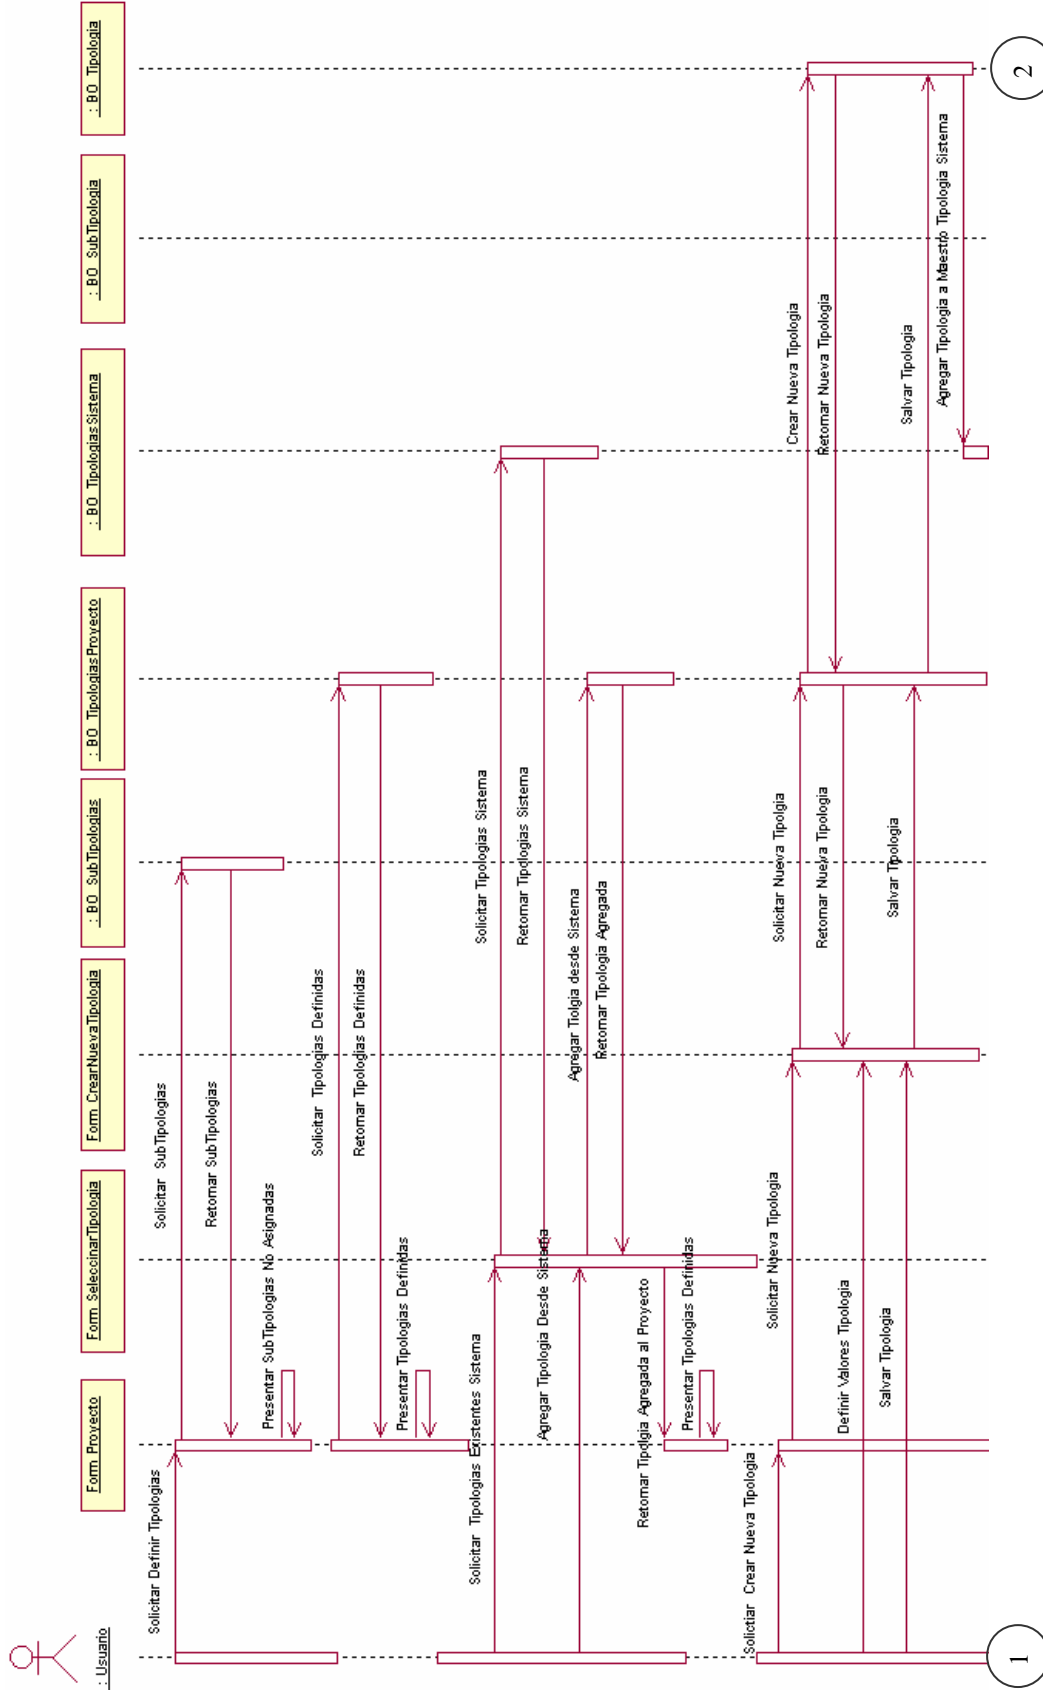 : Usuario
Form Proyecto
Form SeleccinarTipologia
Form CrearNuevaTipologia
: BO SubTipologias
: BO TipologiasProyecto
: BO TipologiasSistema
: BO SubTipologia
: BO Tipologia
Solicitar Definir Tipologias
Solicitar SubTipologias
Retornar SubTipologias
Presentar SubTipologias No Asignadas
Solicitar Tipologias Definidas
Retornar Tipologias Definidas
Presentar Tipologias Definidas
Solicitar Tipologias Existentes Sistema
Solicitar Tipologias Sistema
Retornar Tipologias Sistema
Agregar Tipologia Desde Sistema
Agregar Tiolgia desde Sistema
Retornar Tipologia Agregada
Retornar Tipolgia Agregada al Proyecto
Presentar Tipologias Definidas
Solictiar Crear Nueva Tipologia
Solicitar Nueva Tipologia
Solicitar Nueva Tipolgia
Crear Nueva Tipologia
Retornar Nueva Tipologia
Retornar Nueva Tipologia
Definir Valores Tipologia
Salvar Tipologia
Salvar Tipologia
Salvar Tipologia
Agregar Tipologia a Maestro Tipologia Sistema
1
2